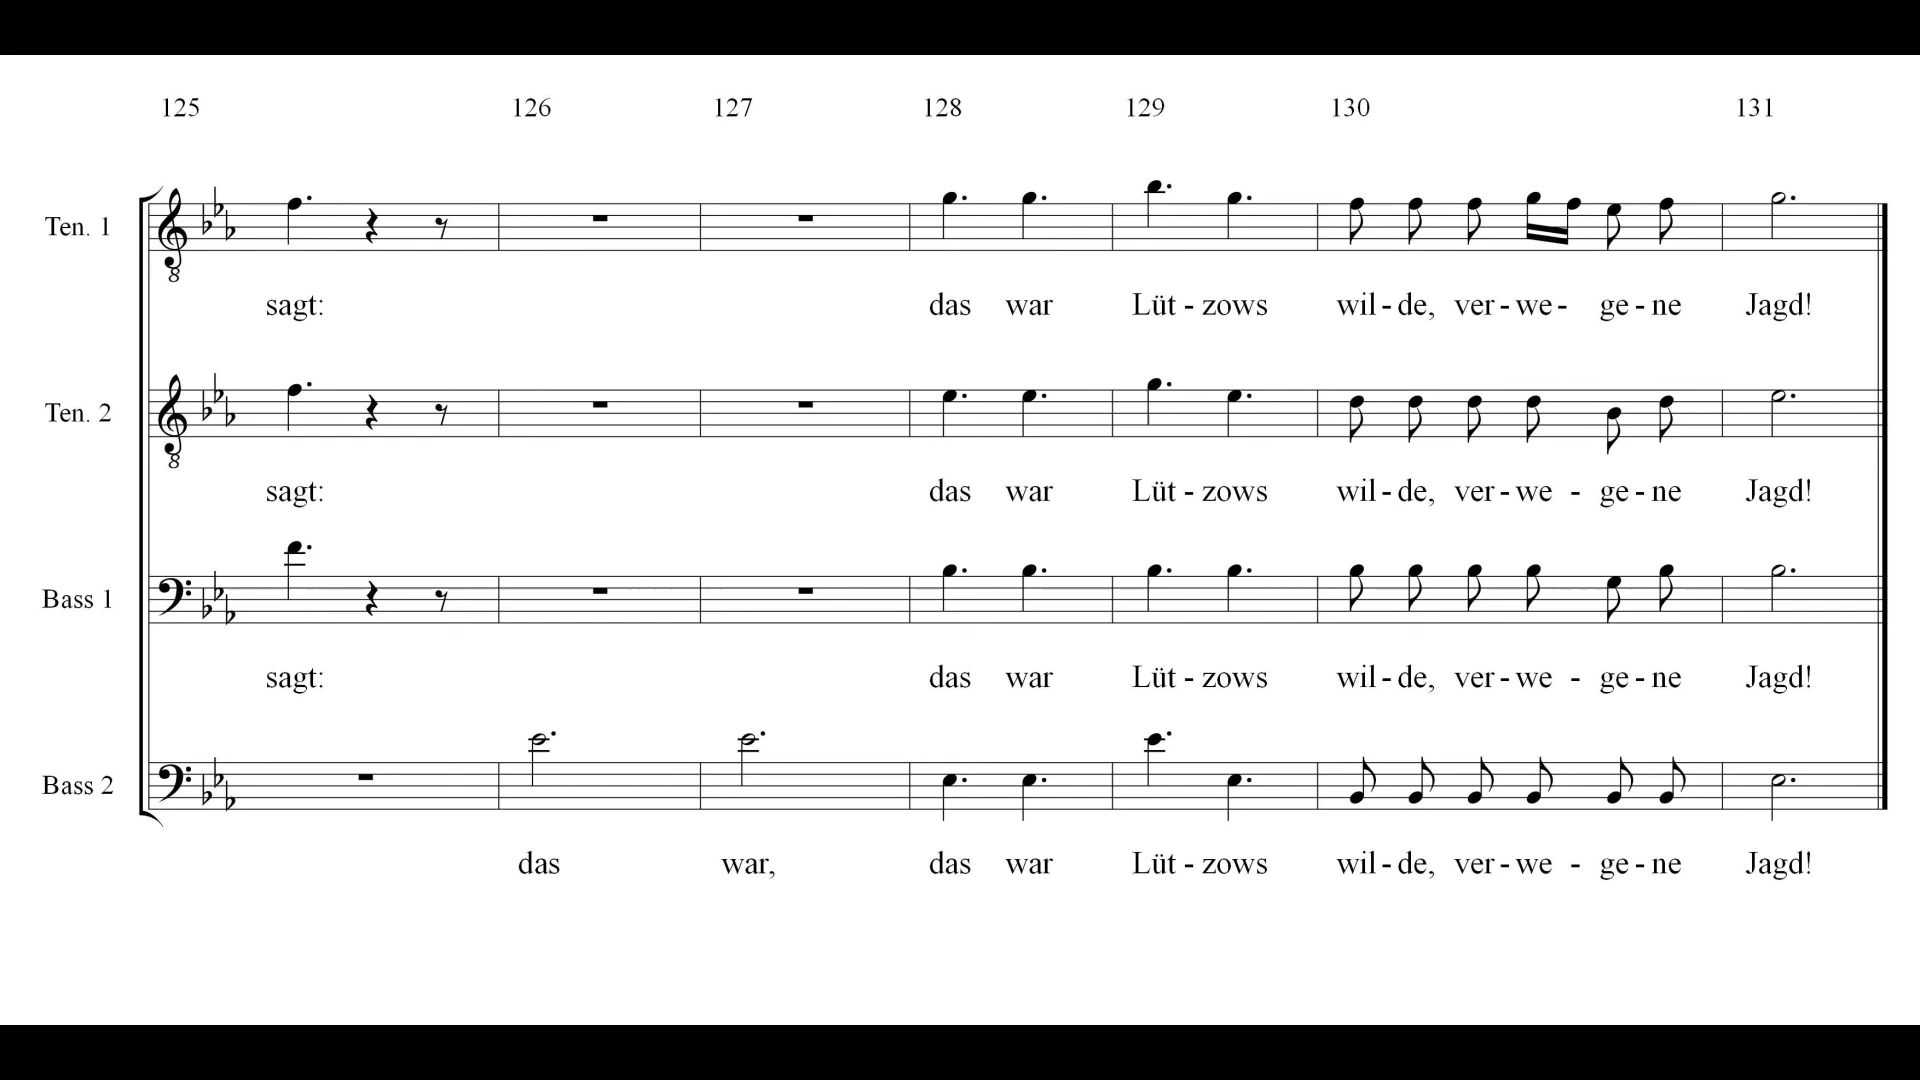 125 126 127 128 129 130 131
Ten. 1
8
sagt: das war Lüt - zows wil - de, ver - we - ge - ne Jagd!
Ten. 2
8
sagt: das war Lüt - zows wil - de, ver - we - ge - ne Jagd!
Bass 1
sagt: das war Lüt - zows wil - de, ver - we - ge - ne Jagd!
Bass 2
das war, das war Lüt - zows wil - de, ver - we - ge - ne Jagd!